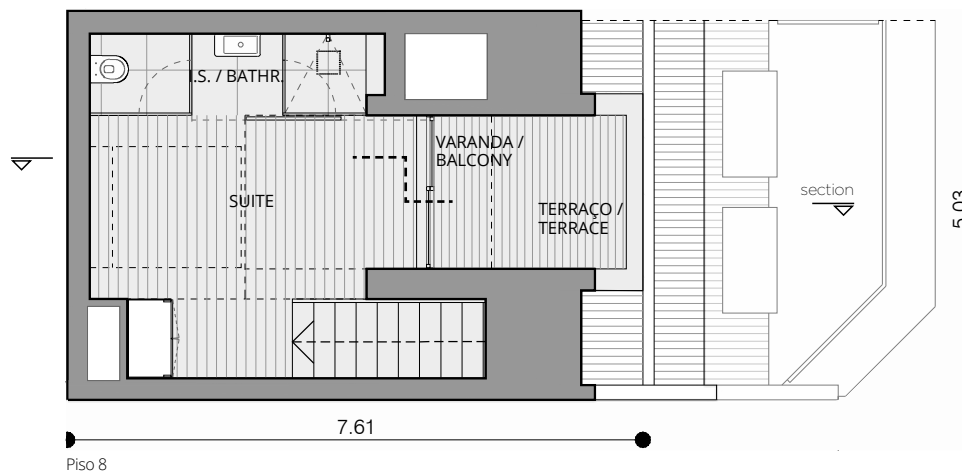 I.S. / BATHR.
VARANDA /
BALCONY
SUITE
section
TERRAÇO /
TERRACE
5.03
7.61
Piso 8